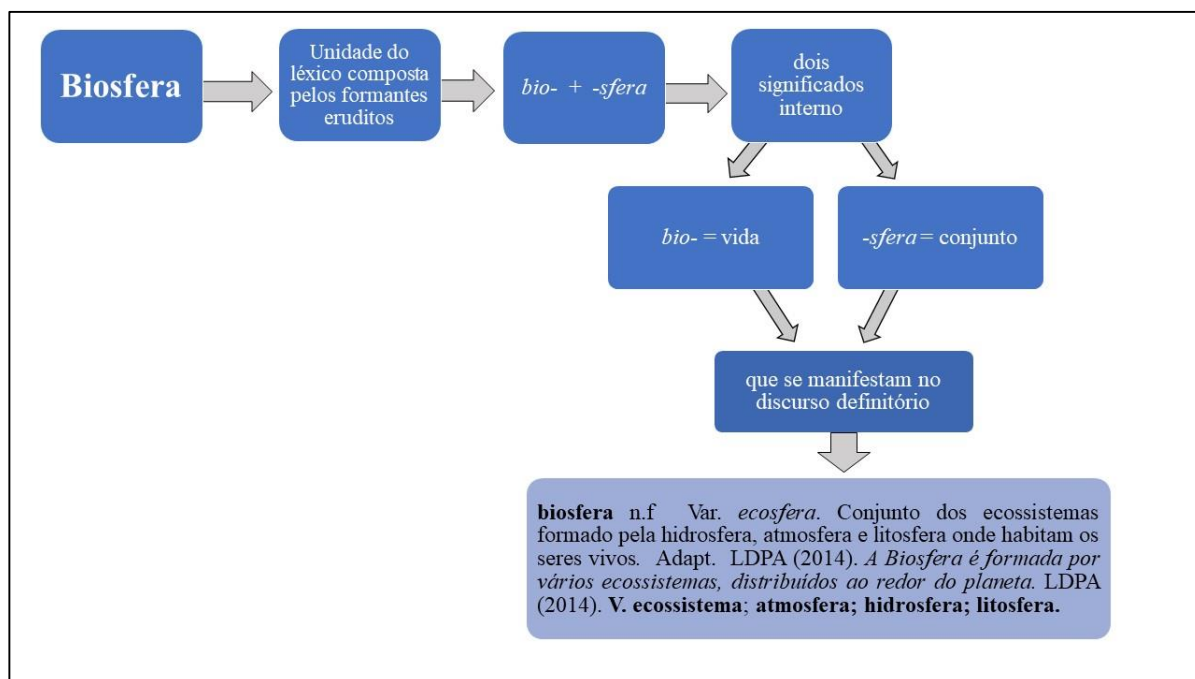 Biosfera
Unidade do
léxico composta
pelos formantes
eruditos
bio- + -sfera
dois
significados
interno
bio- = vida
-sfera = conjunto
que se manifestam no
discurso definitório
biosfera n.f Var. ecosfera. Conjunto dos ecossistemas
formado pela hidrosfera, atmosfera e litosfera onde habitam os
seres vivos. Adapt. LDPA (2014). A Biosfera é formada por
vários ecossistemas, distribuídos ao redor do planeta. LDPA
(2014). V. ecossistema; atmosfera; hidrosfera; litosfera.